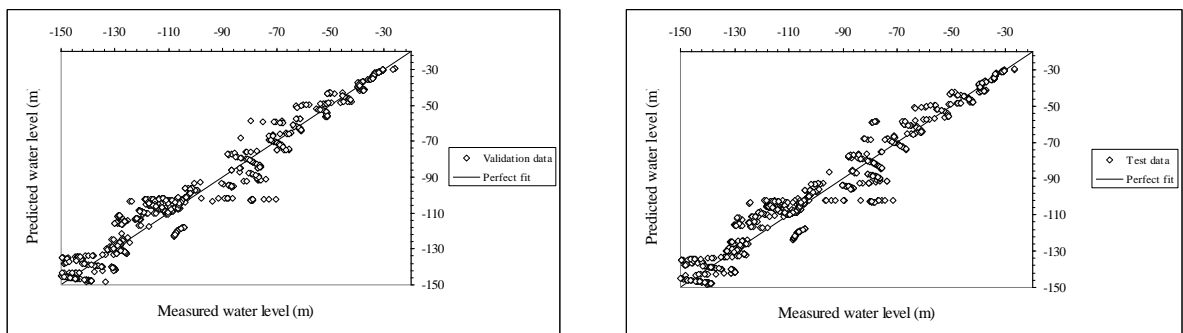 -150 -130 -110 -90 -70 -50 -30
-30
-50
-70
-90
-110
-130
-150
Predicted water level (m)
Measured water level (m)
Validation data
Perfect fit
-150 -130 -110 -90 -70 -50 -30
-30
-50
-70
-90
-110
-130
-150
Predicted water level (m)
Measured water level (m)
Test data
Perfect fit